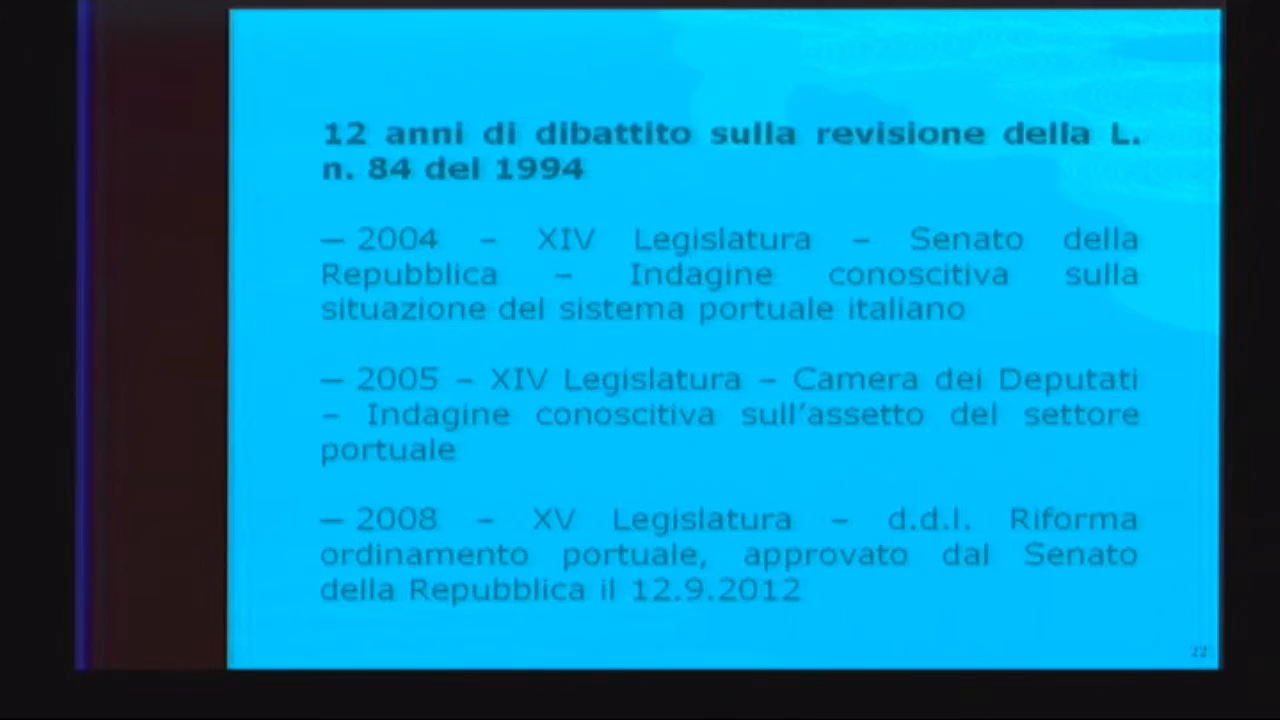 12 anni di dibattito sulla revisione della L.
n. 84 del 1994
– 2004 – XIV Legislatura – Senato della
Repubblica – Indagine conoscitiva sulla
situazione del sistema portuale italiano
– 2005 – XIV Legislatura – Camera dei Deputati
– Indagine conoscitiva sull’assetto del settore
portuale
– 2008 – XV Legislatura – d.d.l. Riforma
ordinamento portuale, approvato dal Senato
della Repubblica il 12.9.2012